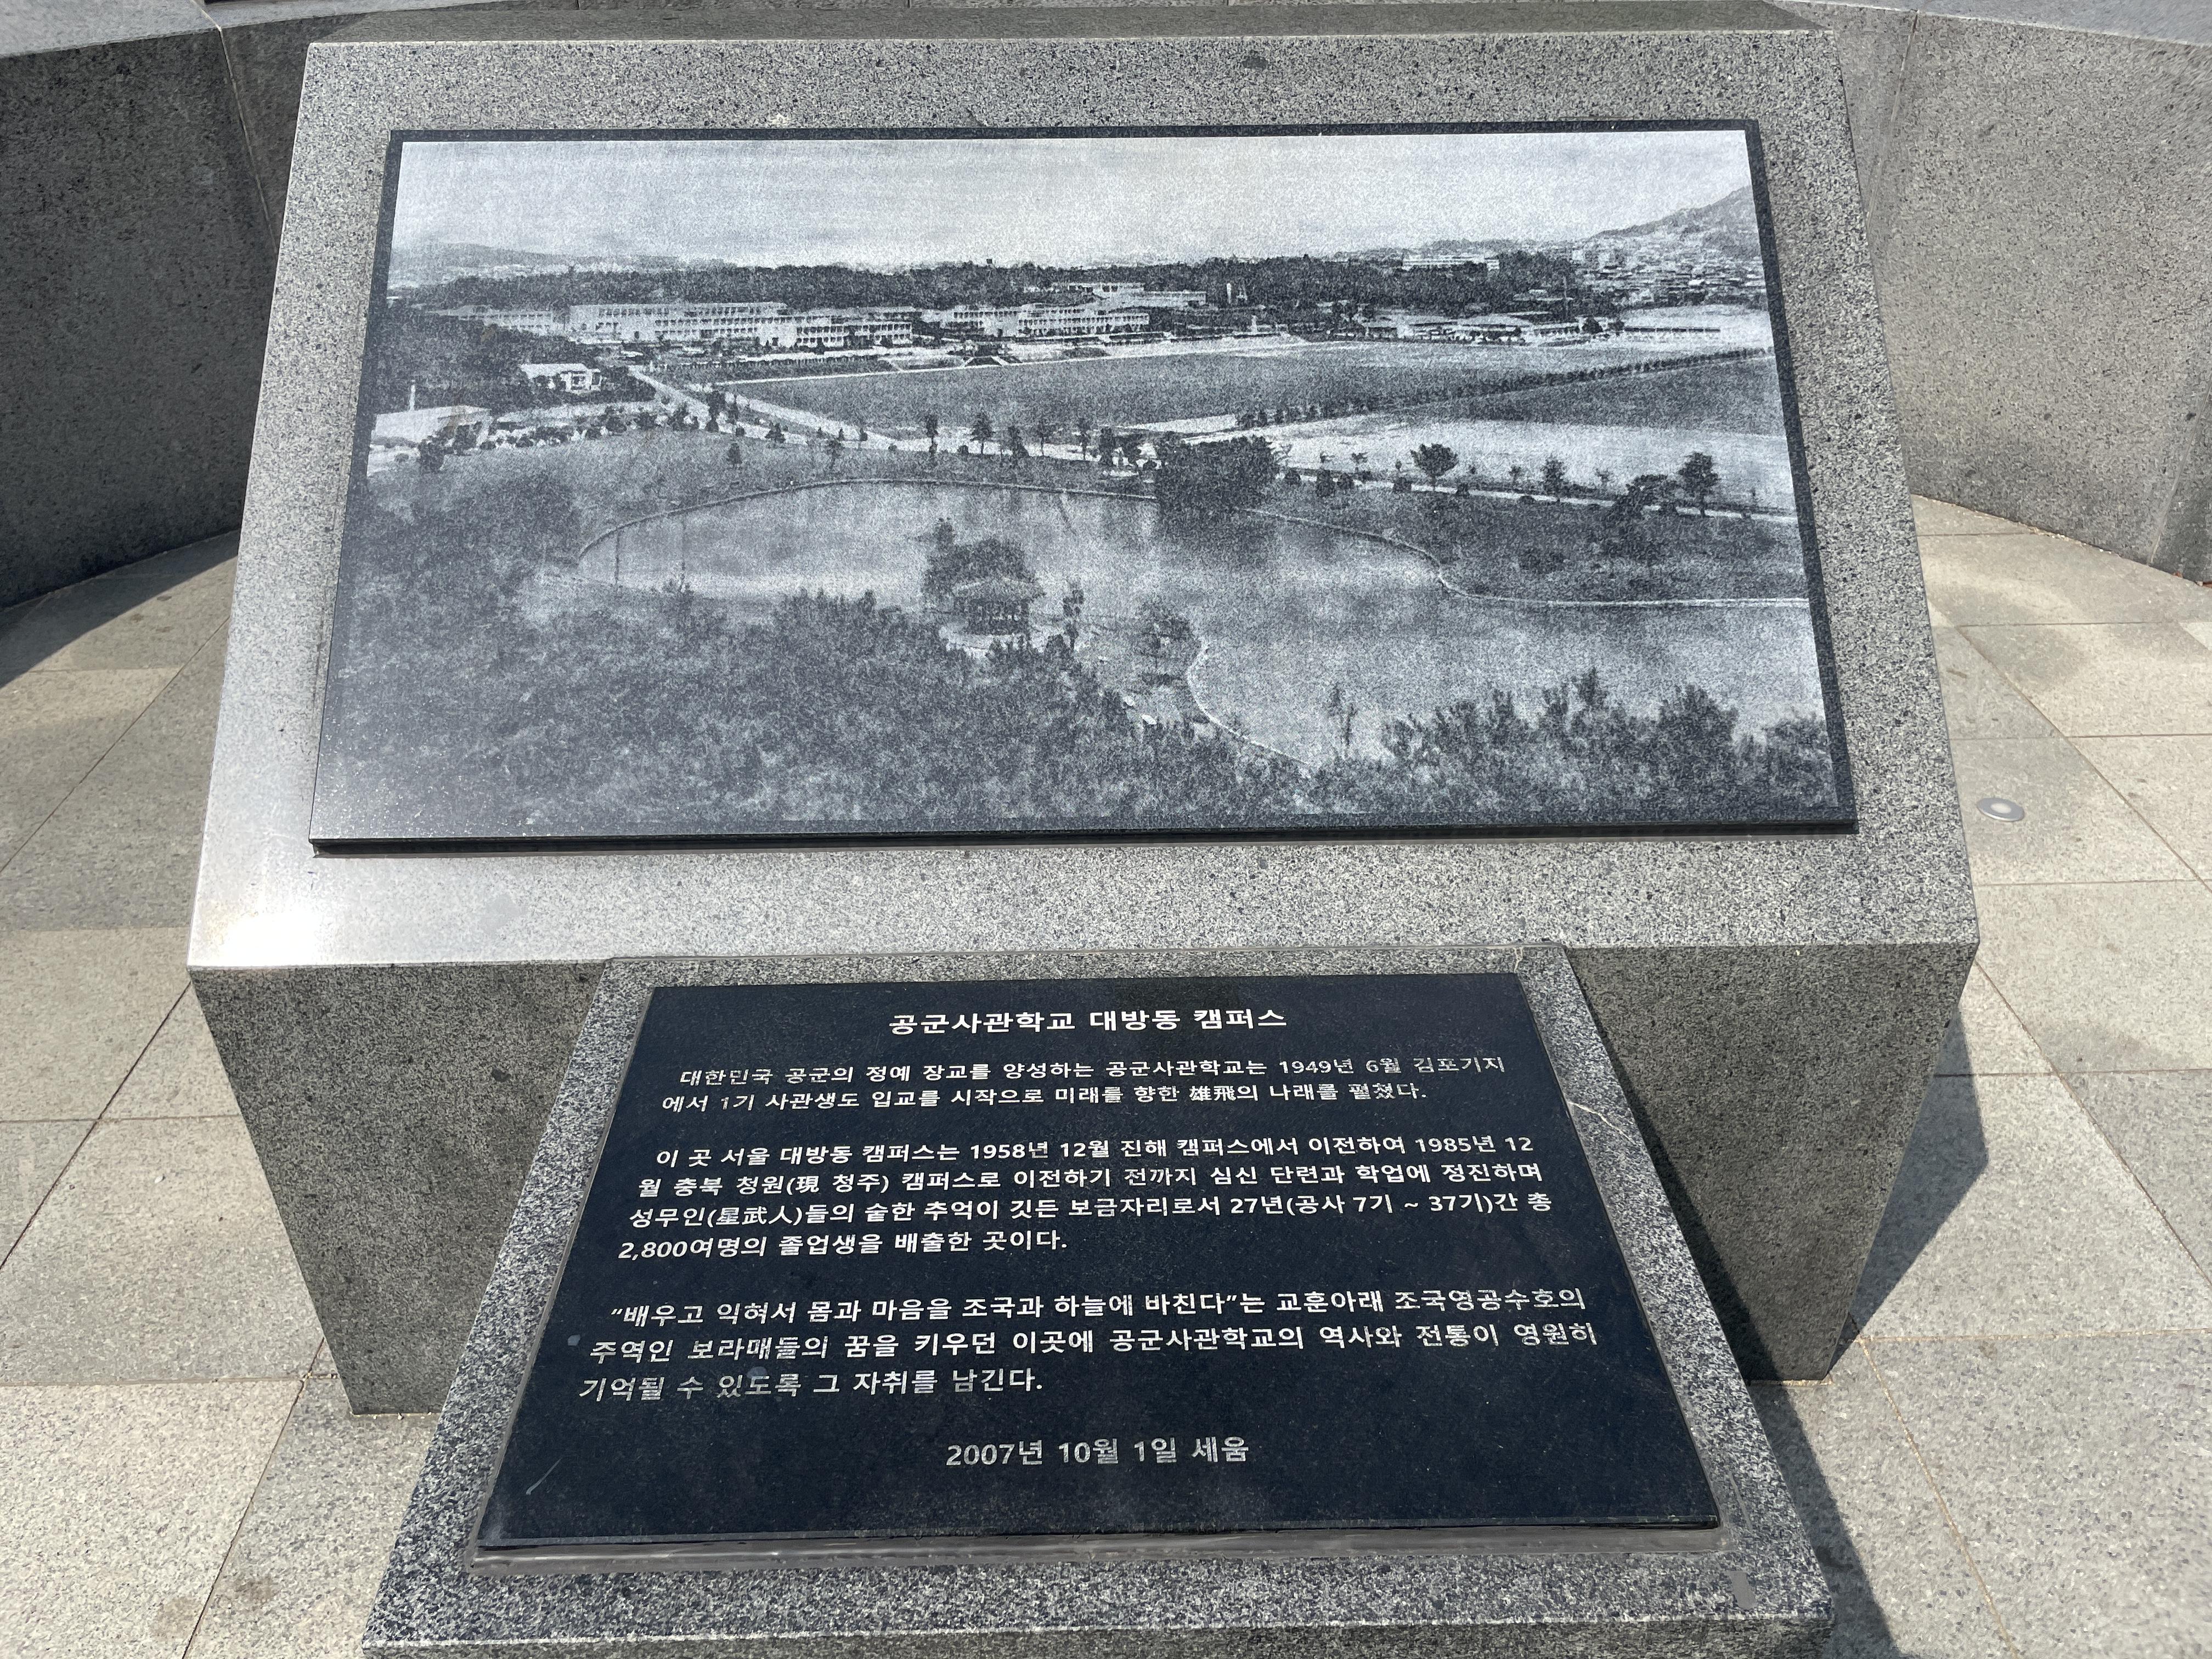 공군사관학교 대방동 캠퍼스
대한민국 공군의 정예 장교를 양성하는 공군사관학교는 1949년 6월 김포기지
에서 1기 사관생도 입교를 시작으로 미래를 향한 雄飛의 나래를 펼쳤다.
이 곳 서울 대방동 캠퍼스는 1958년 12월 진해 캠퍼스에서 이전하여 1985년 12
월 충북 청원(現 청주) 캠퍼스로 이전하기 전까지 심신 단련과 학업에 정진하며
성무인(星武人)들의 숱한 추억이 깃든 보금자리로서 27년(공사 7기 ~ 37기)간 총
2,800여명의 졸업생을 배출한 곳이다.
"배우고 익혀서 몸과 마음을 조국과 하늘에 바친다"는 교훈아래 조국영공수호의
주역인 보라매들의 꿈을 키우던 이곳에 공군사관학교의 역사와 전통이 영원히
기억될 수 있도록 그 자취를 남긴다.
2007년 10월 1일 세움